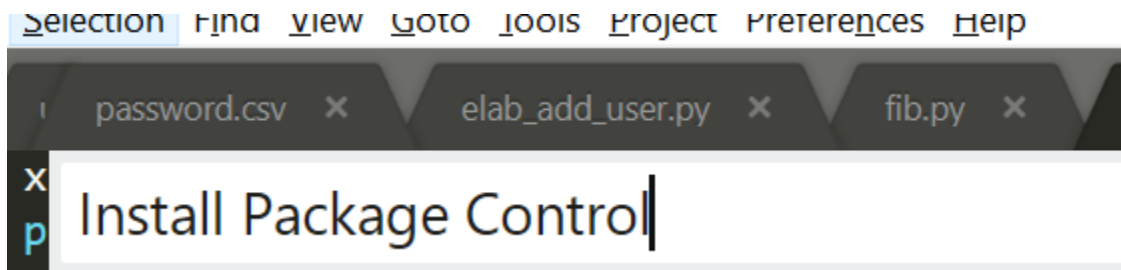 Selection Find View Goto Tools Project Preferences Help
password.csv × elab_add_user.py × fib.py ×
x
Install Package Control
p